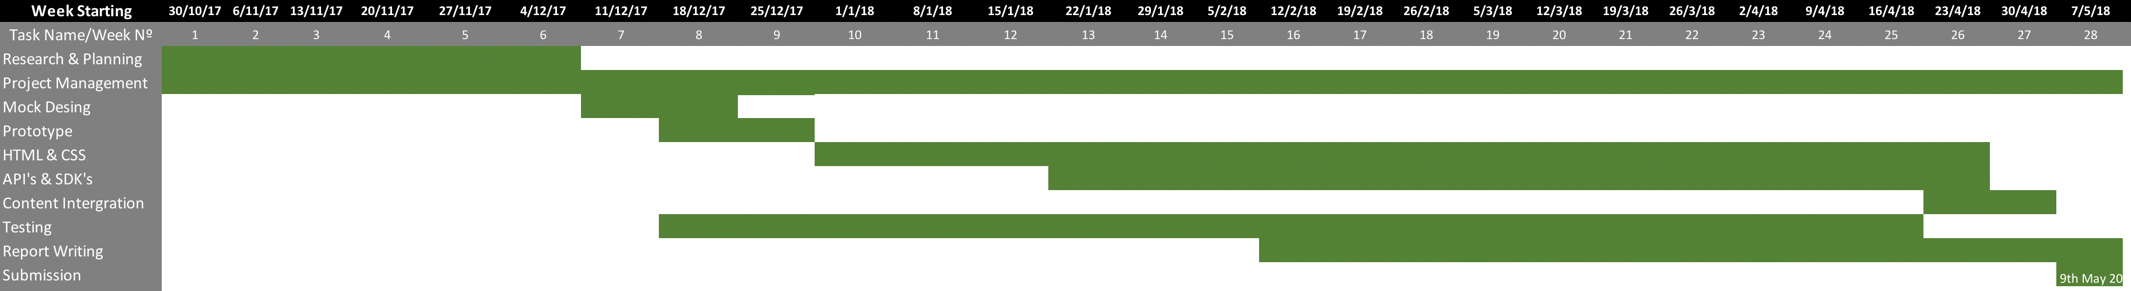 Week Starting 30/10/17 6/11/17 13/11/17 20/11/17 27/11/17 4/12/17 11/12/17 18/12/17 25/12/17 1/1/18 8/1/18 15/1/18 22/1/18 29/1/18 5/2/18 12/2/18 19/2/18 26/2/18 5/3/18 12/3/18 19/3/18 26/3/18 2/4/18 9/4/18 16/4/18 23/4/18 30/4/18 7/5/18
Task Name/Week Nº 1 2 3 4 5 6 7 8 9 10 11 12 13 14 15 16 17 18 19 20 21 22 23 24 25 26 27 28
Research & Planning
Project Management
Mock Desing
Prototype
HTML & CSS
API's & SDK's
Content Intergration
Testing
Report Writing
Submission 9th May 20